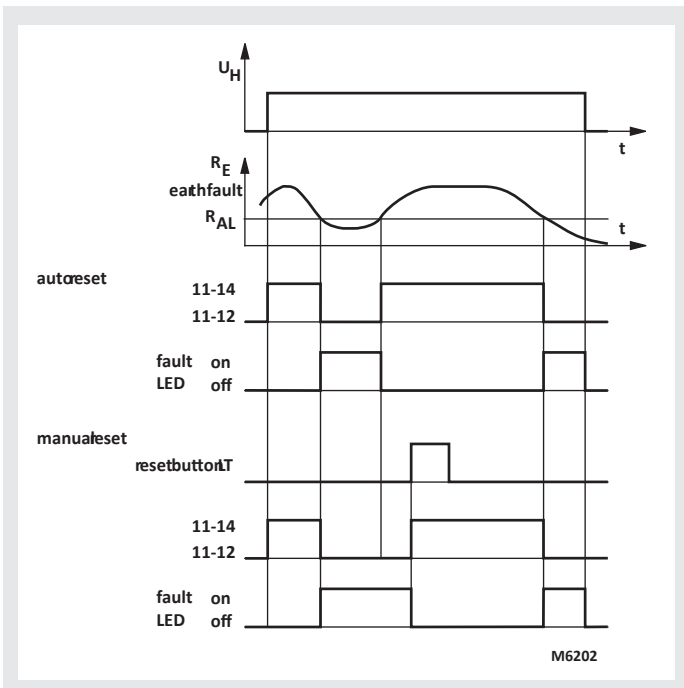 U_H
t
R_E
earthfault
R_AL
t
autoreset
11-14
11-12
fault on
LED off
manualreset
resetbuttonLT
11-14
11-12
fault on
LED off
M6202